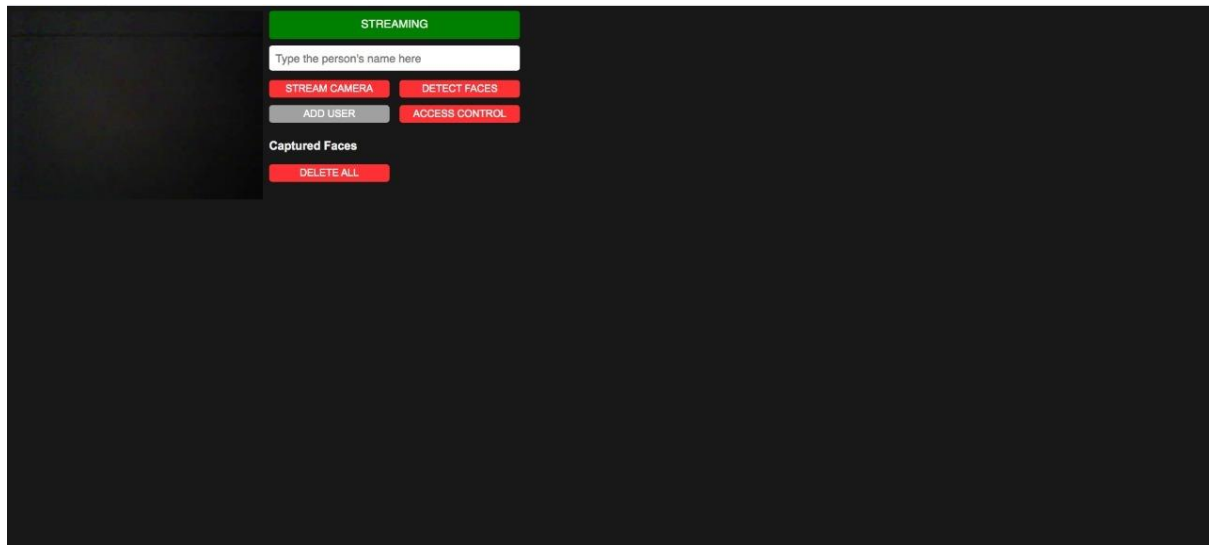 STREAMING
Type the person's name here
STREAM CAMERA DETECT FACES
ADD USER ACCESS CONTROL
Captured Faces
DELETE ALL